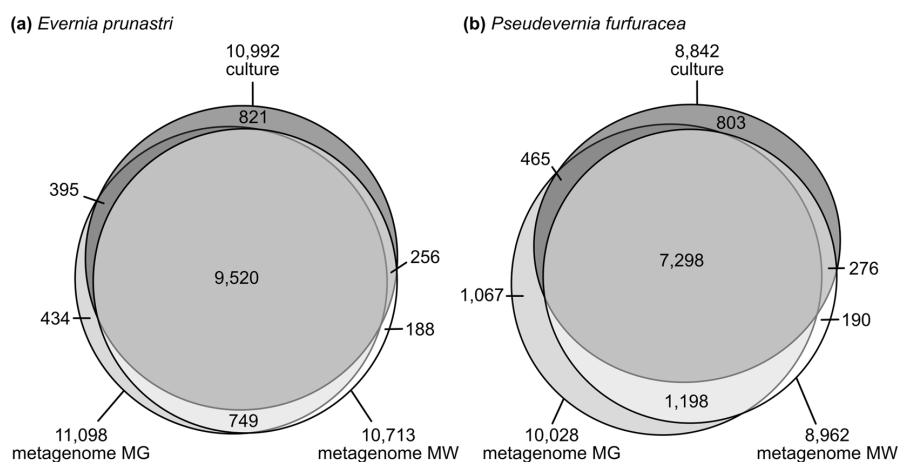 (a) Evernia prunastri
10,992
culture
821
395
9,520
256
434
188
749
11,098
metagenome MG
10,713
metagenome MW
(b) Pseudevernia furfuracea
8,842
culture
803
465
7,298
276
1,067
190
1,198
10,028
metagenome MG
8,962
metagenome MW